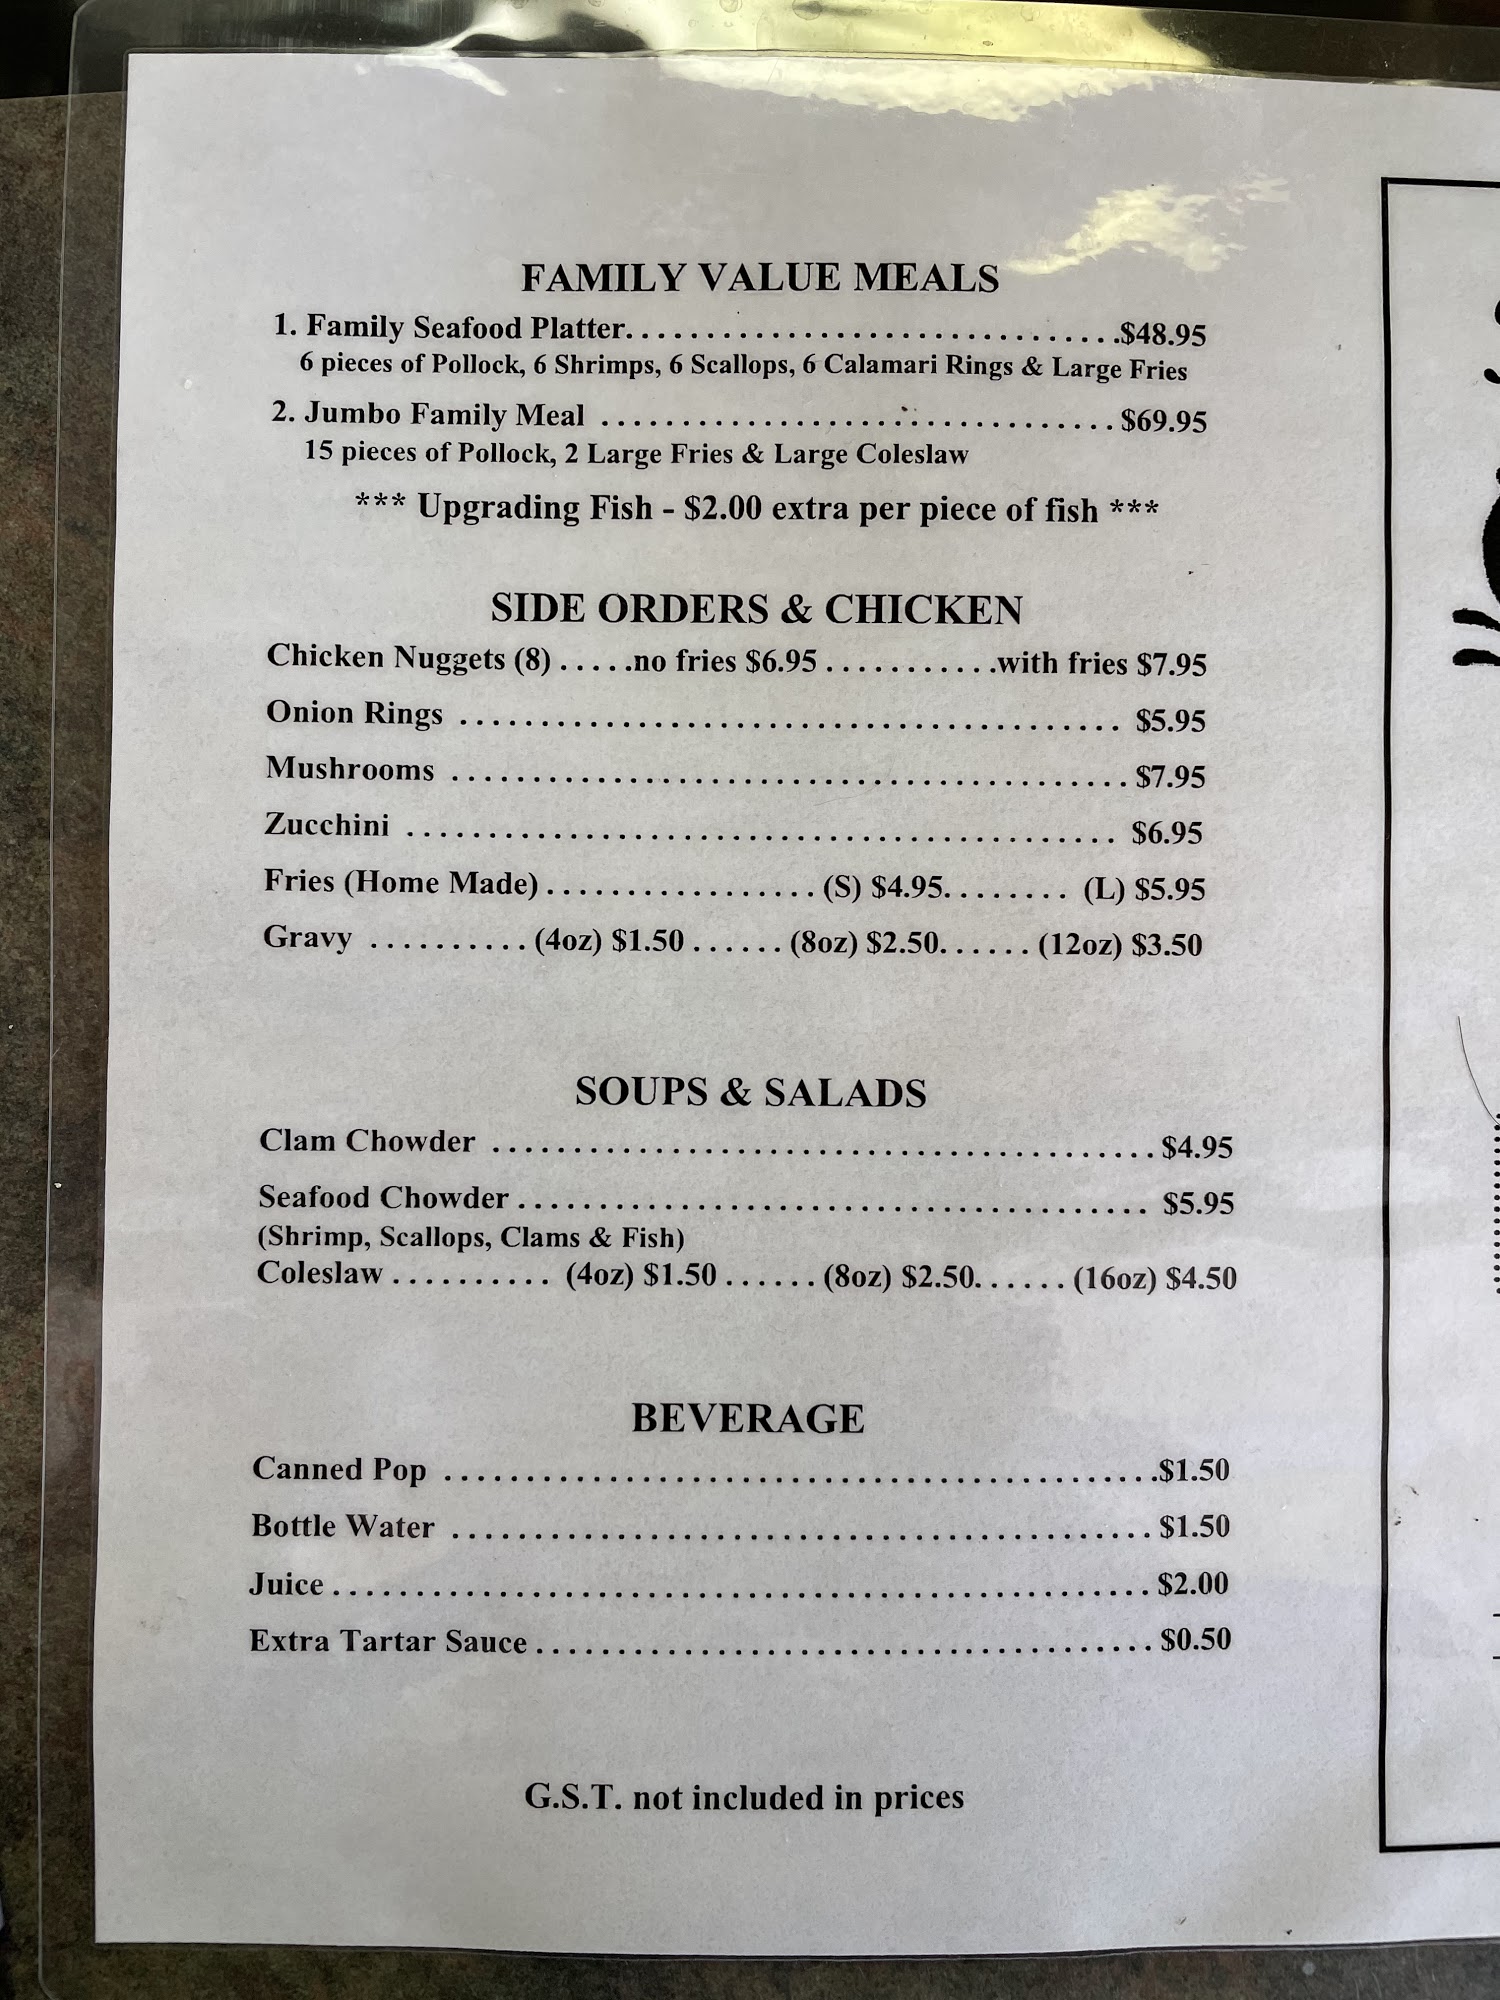 FAMILY VALUE MEALS
1. Family Seafood Platter. . . . . . . . . . . . . . . . . . . . . . . . . . . . . . .$48.95
6 pieces of Pollock, 6 Shrimps, 6 Scallops, 6 Calamari Rings & Large Fries
2. Jumbo Family Meal . . . . . . . . . . . . . . . . . . . . . . . . . . . . . . . . $69.95
15 pieces of Pollock, 2 Large Fries & Large Coleslaw
*** Upgrading Fish - $2.00 extra per piece of fish ***
SIDE ORDERS & CHICKEN
Chicken Nuggets (8) . . . . .no fries $6.95 . . . . . . . . . . .with fries $7.95
Onion Rings . . . . . . . . . . . . . . . . . . . . . . . . . . . . . . . . . . . . . . . . . $5.95
Mushrooms . . . . . . . . . . . . . . . . . . . . . . . . . . . . . . . . . . . . . . . . . . $7.95
Zucchini . . . . . . . . . . . . . . . . . . . . . . . . . . . . . . . . . . . . . . . . . . . . $6.95
Fries (Home Made) . . . . . . . . . . . . . . . . . (S) $4.95. . . . . . . . (L) $5.95
Gravy . . . . . . . . . . (4oz) $1.50 . . . . . . (8oz) $2.50. . . . . . (12oz) $3.50
SOUPS & SALADS
Clam Chowder . . . . . . . . . . . . . . . . . . . . . . . . . . . . . . . . . . . . . . . . . $4.95
Seafood Chowder . . . . . . . . . . . . . . . . . . . . . . . . . . . . . . . . . . . . . . . $5.95
(Shrimp, Scallops, Clams & Fish)
Coleslaw . . . . . . . . . . (4oz) $1.50 . . . . . . (8oz) $2.50. . . . . . (16oz) $4.50
BEVERAGE
Canned Pop . . . . . . . . . . . . . . . . . . . . . . . . . . . . . . . . . . . . . . . . . . . .$1.50
Bottle Water . . . . . . . . . . . . . . . . . . . . . . . . . . . . . . . . . . . . . . . . . . . $1.50
Juice . . . . . . . . . . . . . . . . . . . . . . . . . . . . . . . . . . . . . . . . . . . . . . . . . . $2.00
Extra Tartar Sauce . . . . . . . . . . . . . . . . . . . . . . . . . . . . . . . . . . . . . . $0.50
G.S.T. not included in prices